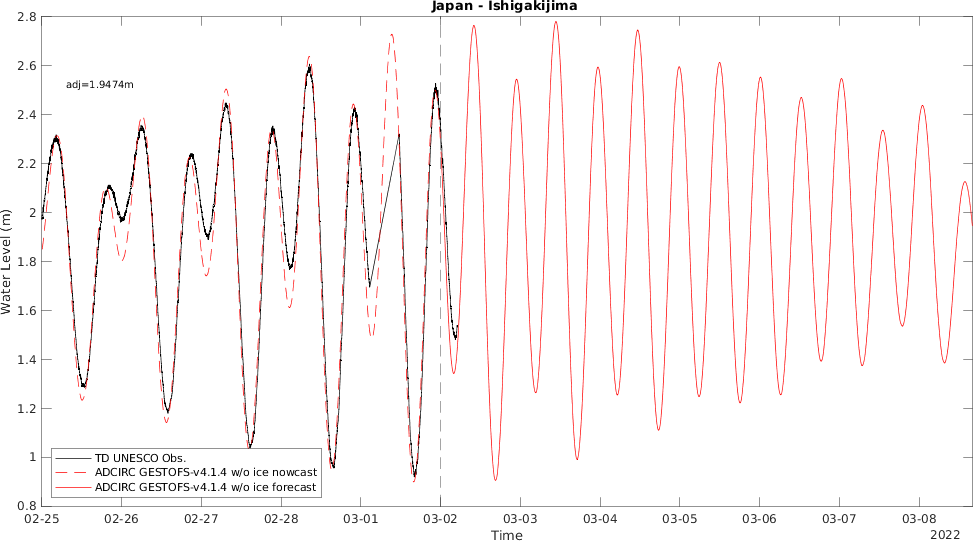 Japan - Ishigakijima
2.8
2.6
adj=1.9474m
2.4
2.2
2
1.8
1.6
1.4
1.2
1
0.8
Water Level (m)
TD UNESCO Obs.
ADCIRC GESTOFS-v4.1.4 w/o ice nowcast
ADCIRC GESTOFS-v4.1.4 w/o ice forecast
02-25 02-26 02-27 02-28 03-01 03-02 03-03 03-04 03-05 03-06 03-07 03-08
Time
2022